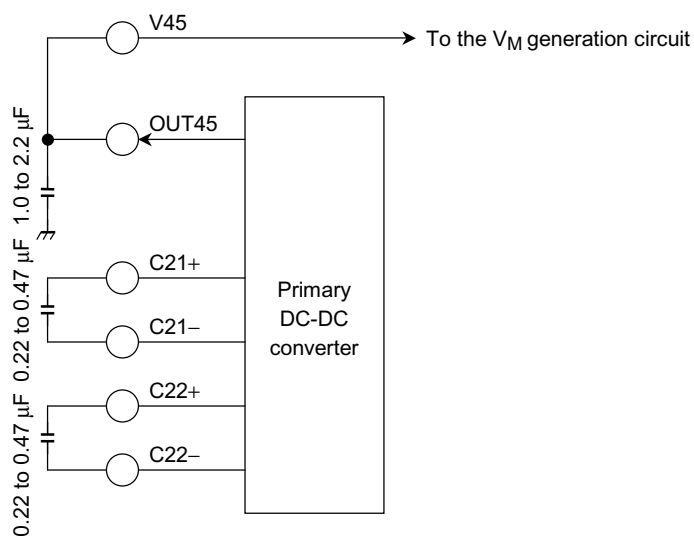 V45
To the VM generation circuit
OUT45
1.0 to 2.2 μF
C21+
0.22 to 0.47 μF
C21−
Primary
DC-DC
converter
C22+
0.22 to 0.47 μF
C22−